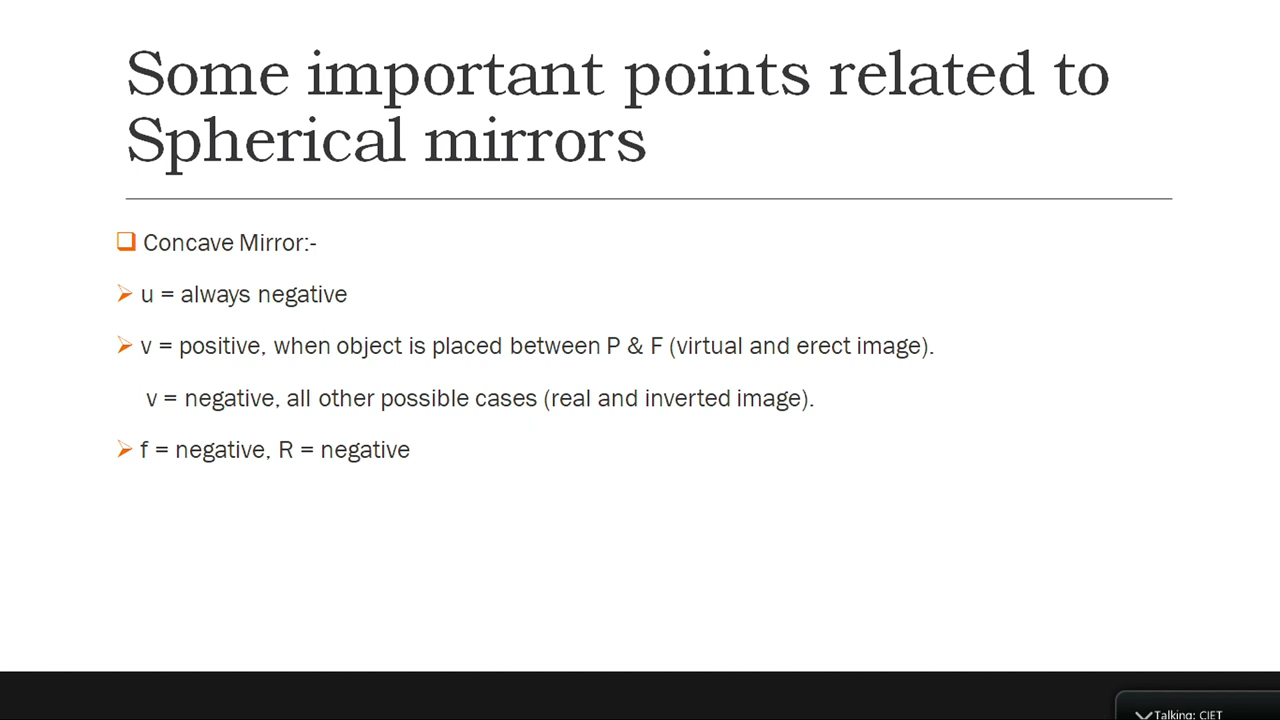 Some important points related to
Spherical mirrors
Concave Mirror:-
u = always negative
v = positive, when object is placed between P & F (virtual and erect image).
v = negative, all other possible cases (real and inverted image).
f = negative, R = negative
Talking: CIET